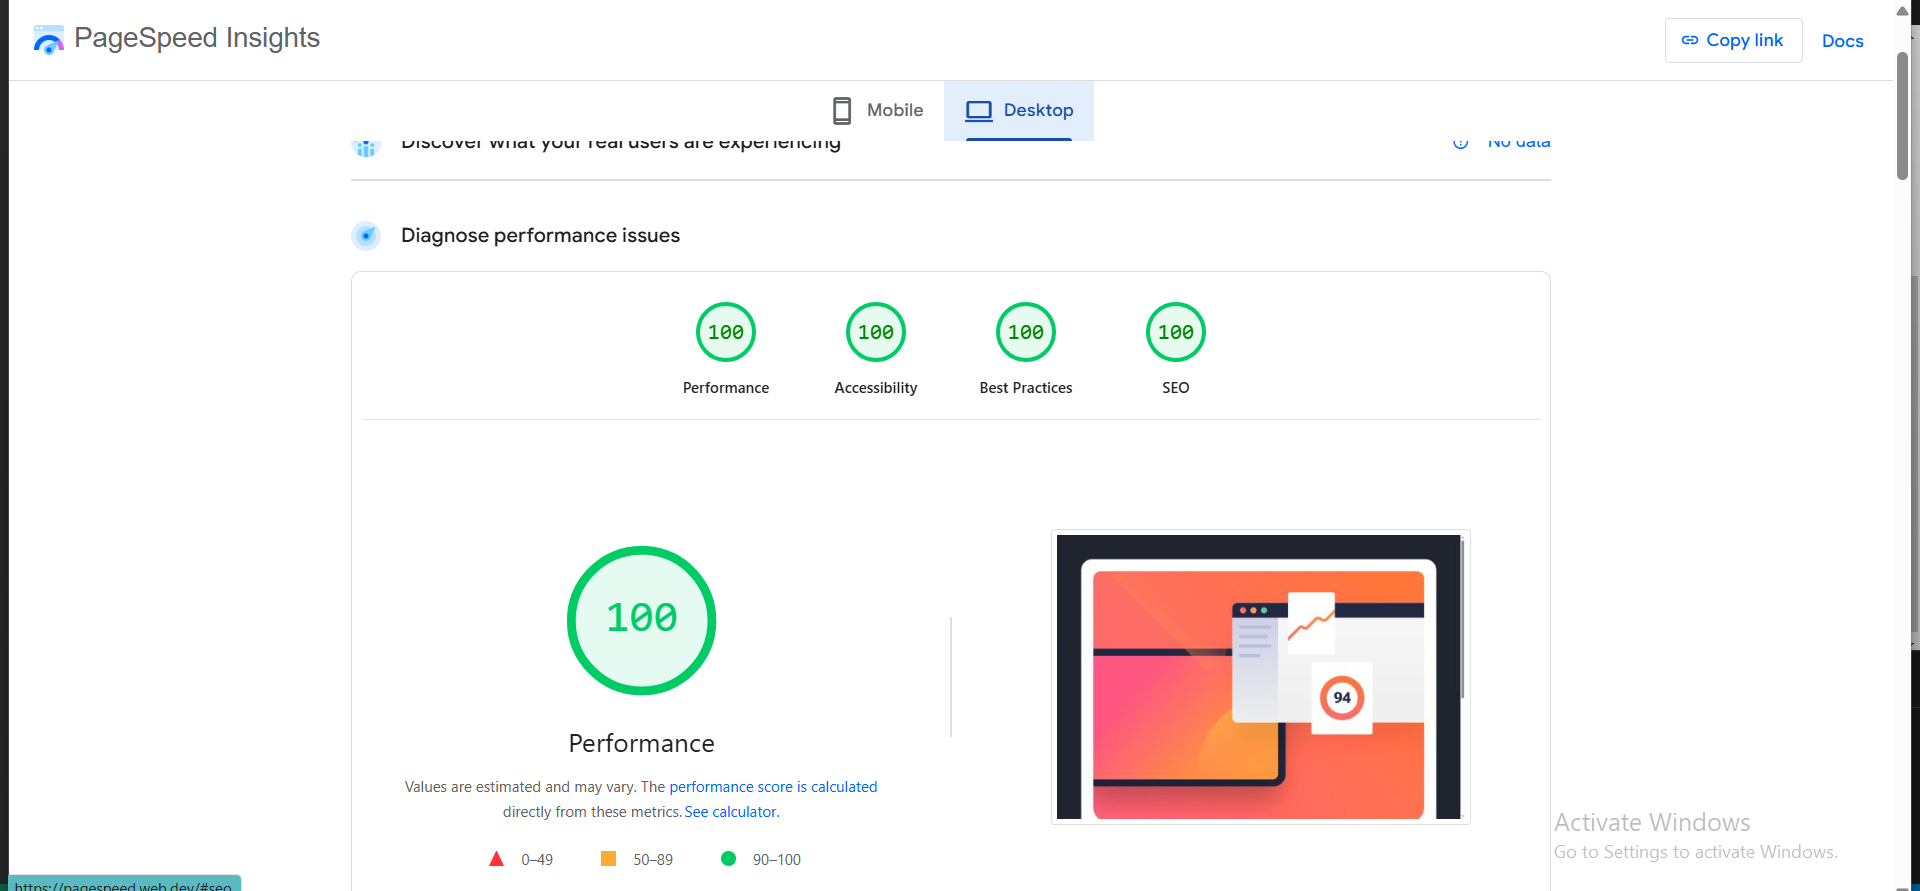 PageSpeed Insights
Copy link
Docs
Mobile
Desktop
Discover what your real users are experiencing
No data
Diagnose performance issues
100
100
100
100
Performance
Accessibility
Best Practices
SEO
100
94
Performance
Values are estimated and may vary. The performance score is calculated
directly from these metrics. See calculator.
0–49
50–89
90–100
Activate Windows
Go to Settings to activate Windows.
https://pagespeed.web.dev/#seo